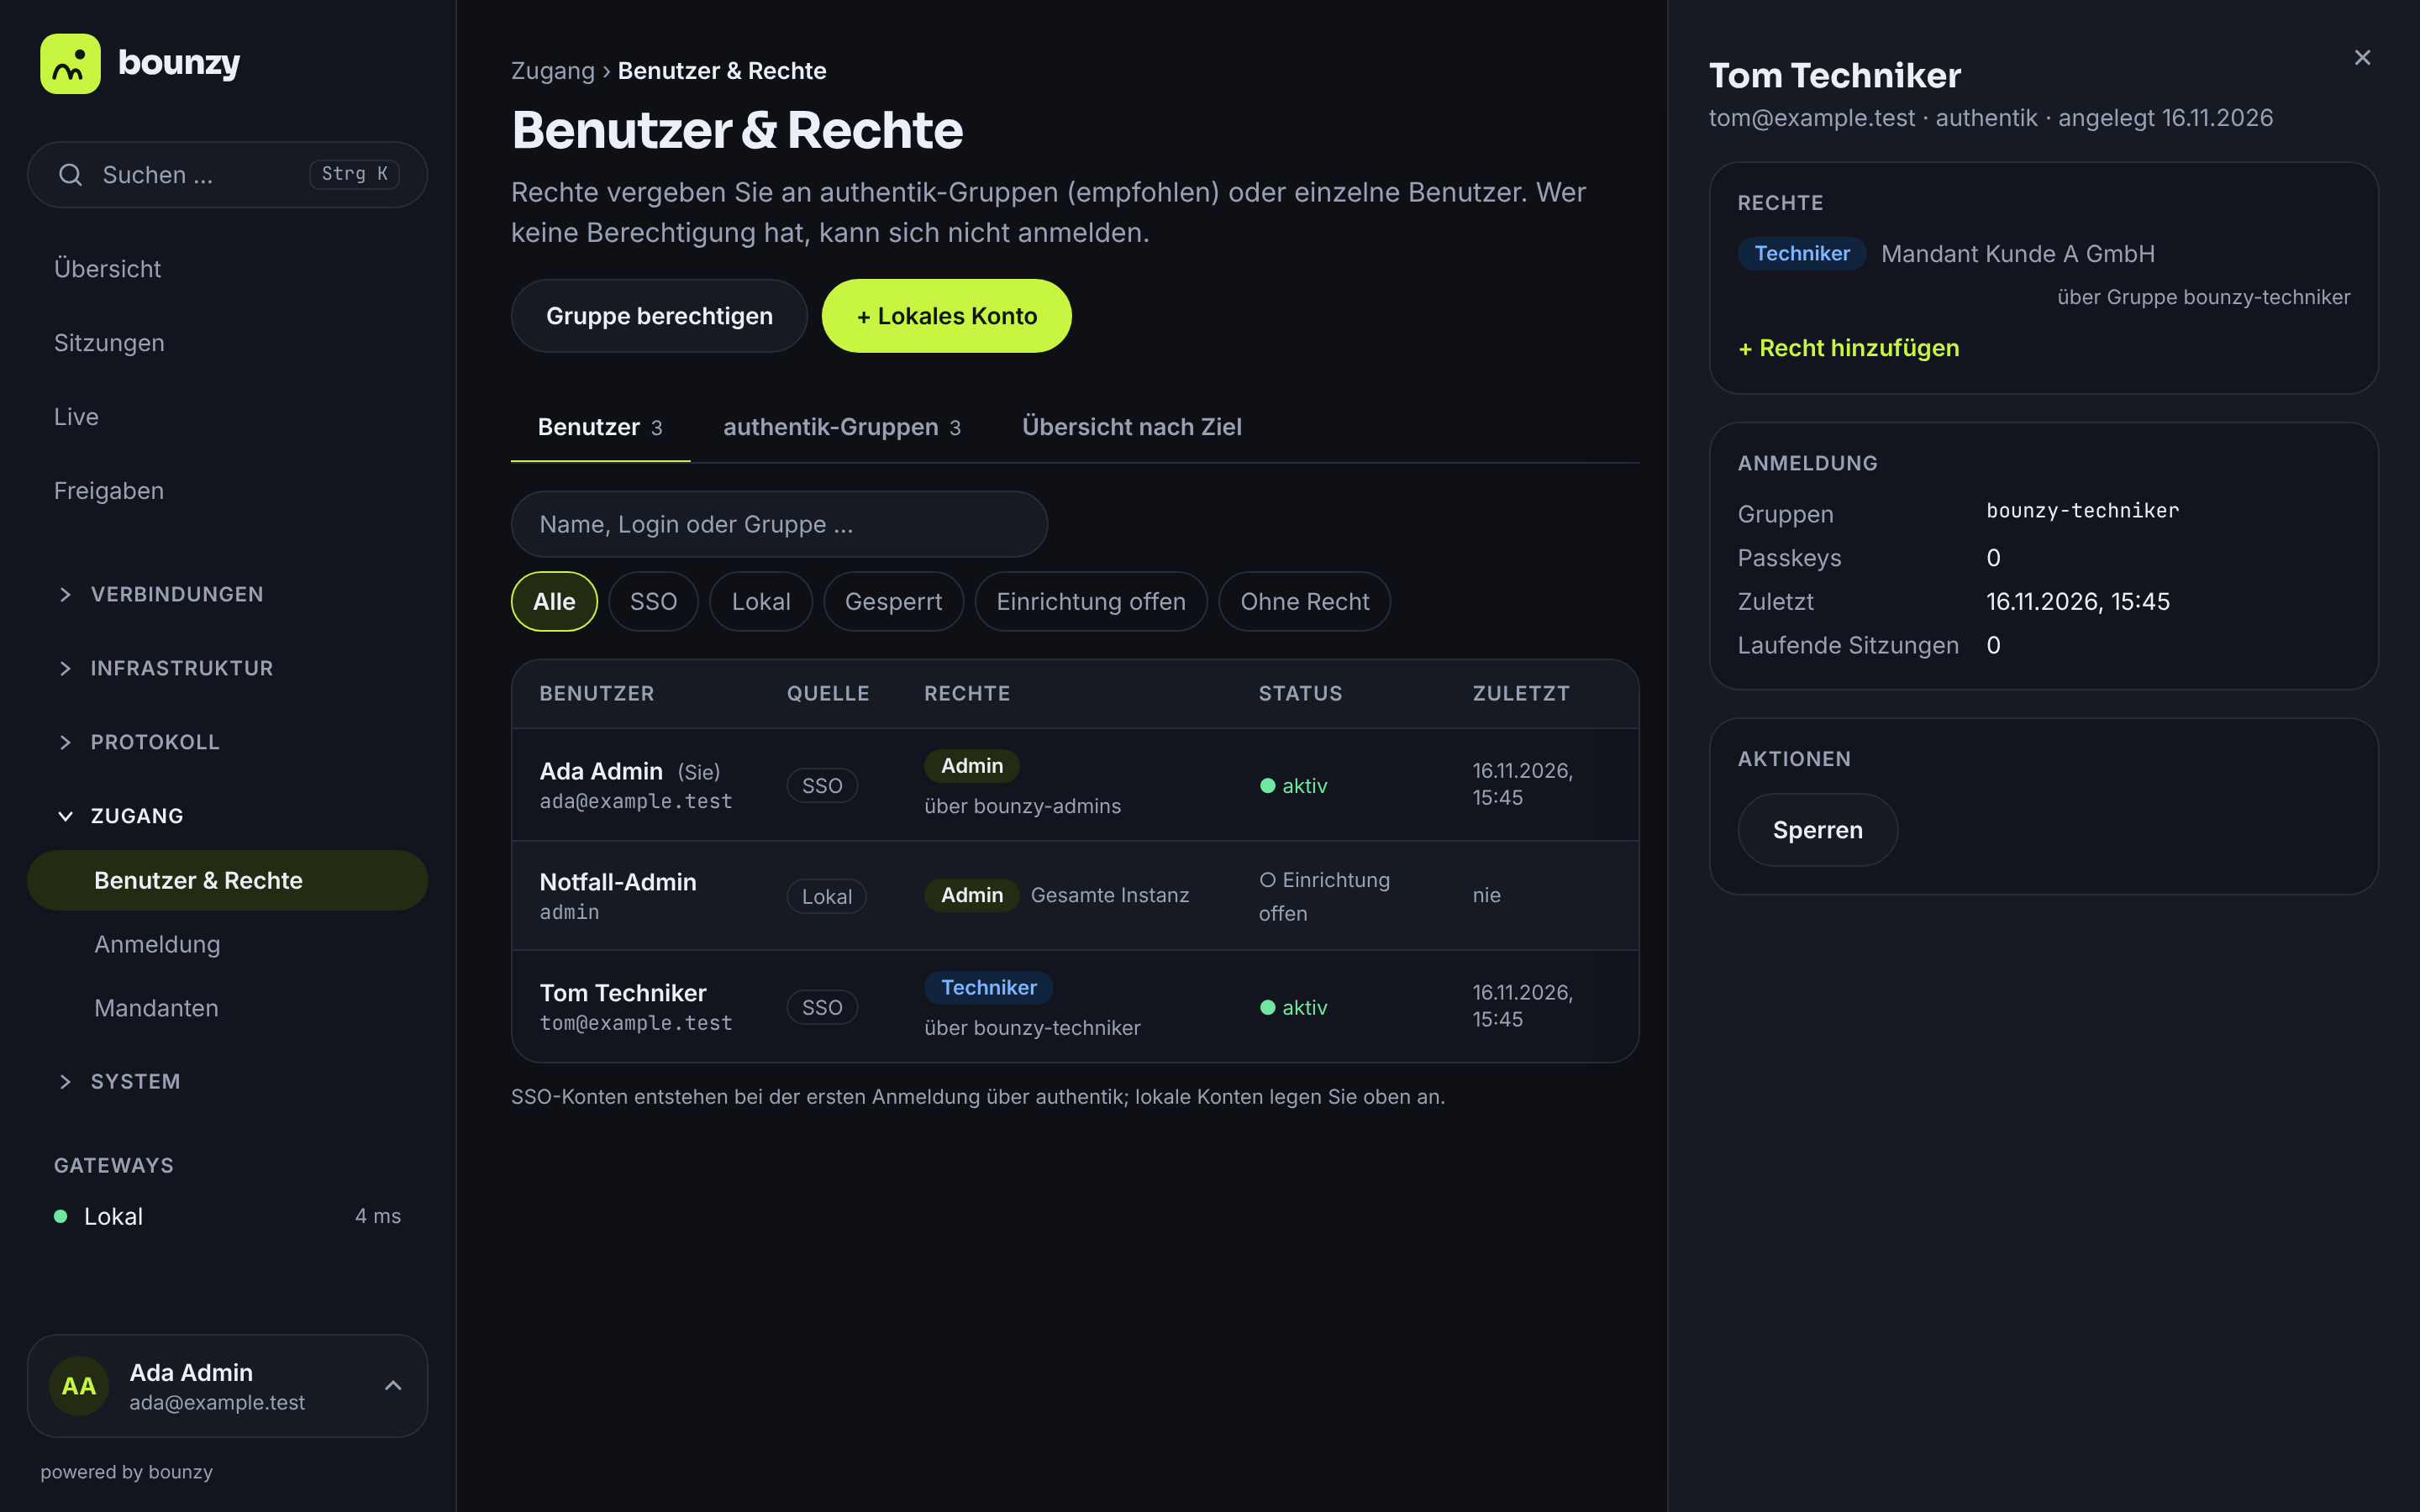 bounzy
Suchen ...
Strg K
Übersicht
Sitzungen
Live
Freigaben
VERBINDUNGEN
INFRASTRUKTUR
PROTOKOLL
ZUGANG
Benutzer & Rechte
Anmeldung
Mandanten
SYSTEM
GATEWAYS
Lokal 4 ms
AA
Ada Admin
ada@example.test
powered by bounzy
Zugang › Benutzer & Rechte
Benutzer & Rechte
Rechte vergeben Sie an authentik-Gruppen (empfohlen) oder einzelne Benutzer. Wer
keine Berechtigung hat, kann sich nicht anmelden.
Gruppe berechtigen
+ Lokales Konto
Benutzer 3
authentik-Gruppen 3
Übersicht nach Ziel
Name, Login oder Gruppe ...
Alle
SSO
Lokal
Gesperrt
Einrichtung offen
Ohne Recht
BENUTZER QUELLE RECHTE STATUS ZULETZT
Ada Admin (Sie)
ada@example.test
SSO
Admin
über bounzy-admins
aktiv
16.11.2026,
15:45
Notfall-Admin
admin
Lokal
Admin Gesamte Instanz
Einrichtung
offen
nie
Tom Techniker
tom@example.test
SSO
Techniker
über bounzy-techniker
aktiv
16.11.2026,
15:45
SSO-Konten entstehen bei der ersten Anmeldung über authentik; lokale Konten legen Sie oben an.
Tom Techniker
×
tom@example.test · authentik · angelegt 16.11.2026
RECHTE
Techniker Mandant Kunde A GmbH
über Gruppe bounzy-techniker
+ Recht hinzufügen
ANMELDUNG
Gruppen bounzy-techniker
Passkeys 0
Zuletzt 16.11.2026, 15:45
Laufende Sitzungen 0
AKTIONEN
Sperren